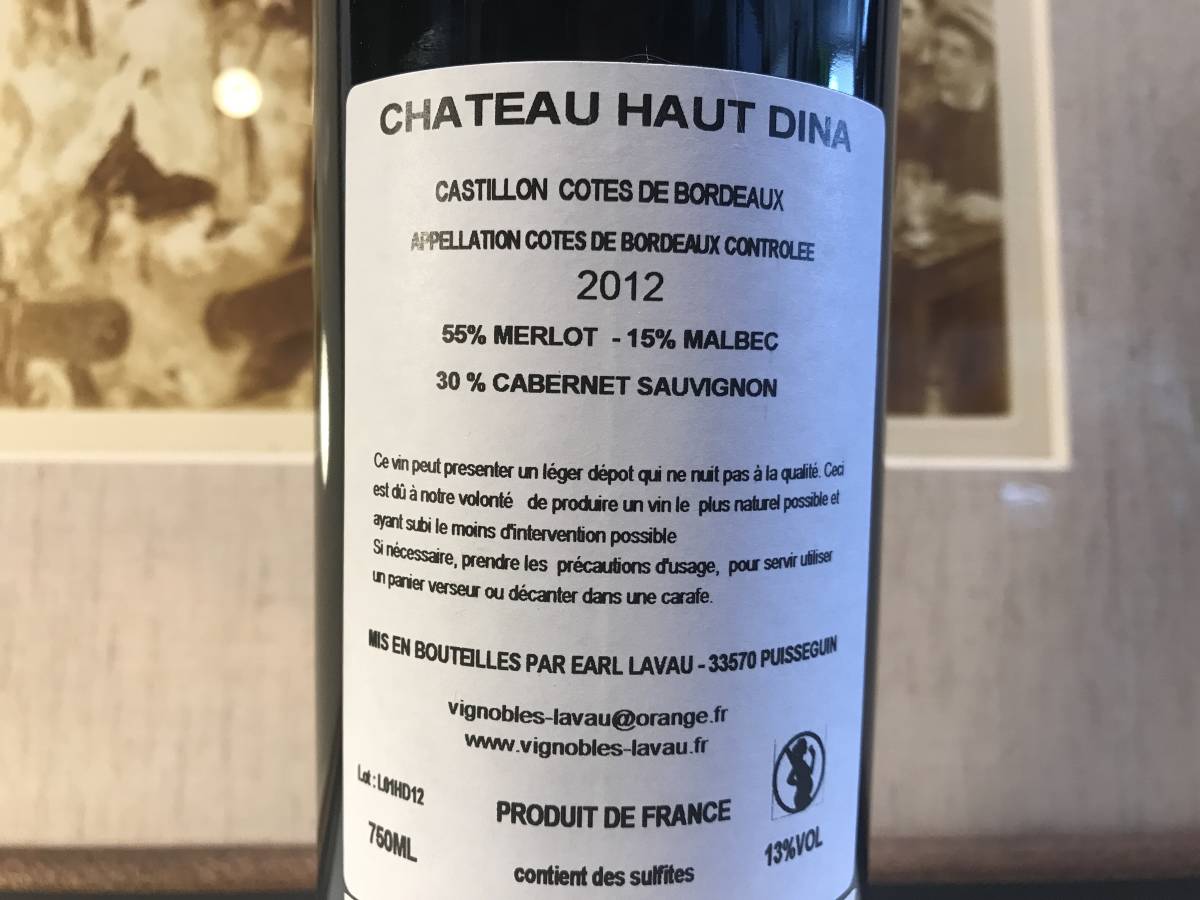 CHATEAU HAUT DINA
CASTILLON COTES DE BORDEAUX
APPELLATION COTES DE BORDEAUX CONTROLEE
2012
55% MERLOT - 15% MALBEC
30 % CABERNET SAUVIGNON
Ce vin peut presenter un léger dépot qui ne nuit pas à la qualité. Ceci
est dû à notre volonté de produire un vin le plus naturel possible et
ayant subi le moins d'intervention possible
Si nécessaire, prendre les précautions d'usage, pour servir utiliser
un panier verseur ou décanter dans une carafe.
MIS EN BOUTEILLES PAR EARL LAVAU - 33570 PUISSEGUIN
vignobles-lavau@orange.fr
www.vignobles-lavau.fr
Lot : L01HD12
PRODUIT DE FRANCE
750ML
13%VOL
contient des sulfites